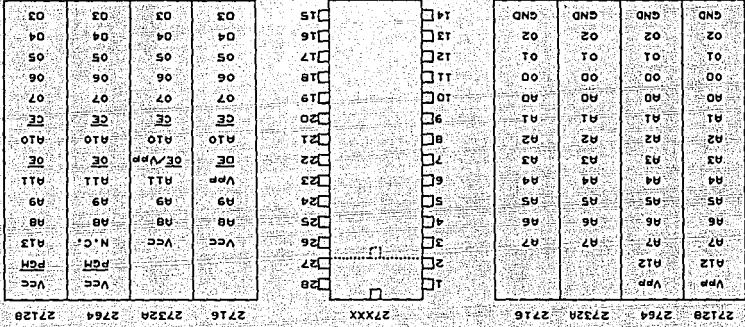 27128 2764 2732A 2716 27XXX 2716 2732A 2764 27128
Vpp Vpp 1 28 Vcc Vcc
A12 A12 2 27 PGM PGM
A7 A7 A7 A7 3 26 Vcc Vcc N.C. A13
A6 A6 A6 A6 4 25 A8 A8 A8 A8
A5 A5 A5 A5 5 24 A9 A9 A9 A9
A4 A4 A4 A4 6 23 Vpp A11 A11 A11
A3 A3 A3 A3 7 22 OE OE/Vpp OE OE
A2 A2 A2 A2 8 21 A10 A10 A10 A10
A1 A1 A1 A1 9 20 CE CE CE CE
A0 A0 A0 A0 10 19 O7 O7 O7 O7
O0 O0 O0 O0 11 18 O6 O6 O6 O6
O1 O1 O1 O1 12 17 O5 O5 O5 O5
O2 O2 O2 O2 13 16 O4 O4 O4 O4
GND GND GND GND 14 15 O3 O3 O3 O3